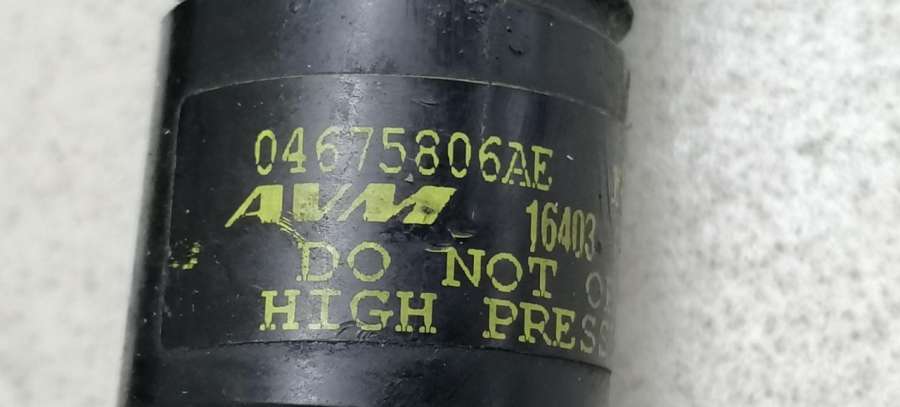 04675806AE
AVM 16403
DO NOT
HIGH PRESS